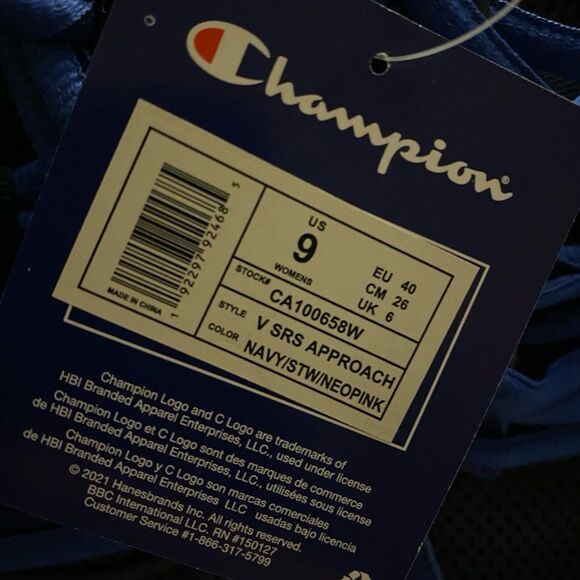 Champion
US
9
WOMENS
EU 40
CM 26
UK 6
STOCK# CA100658W
STYLE V SRS APPROACH
COLOR NAVY/STW/NEOPINK
1 92297 92468 5
MADE IN CHINA
Champion Logo and C Logo are trademarks of
HBI Branded Apparel Enterprises, LLC., used under license
Champion Logo et C Logo sont des marques de commerce
de HBI Branded Apparel Enterprises, LLC., utilisées sous license
Champion Logo y C Logo son marcas comerciales
de HBI Branded Apparel Enterprises LLC usadas bajo licencia
© 2021 Hanesbrands Inc. All rights reserved.
BBC International LLC, RN #150127
Customer Service #1-866-317-5799